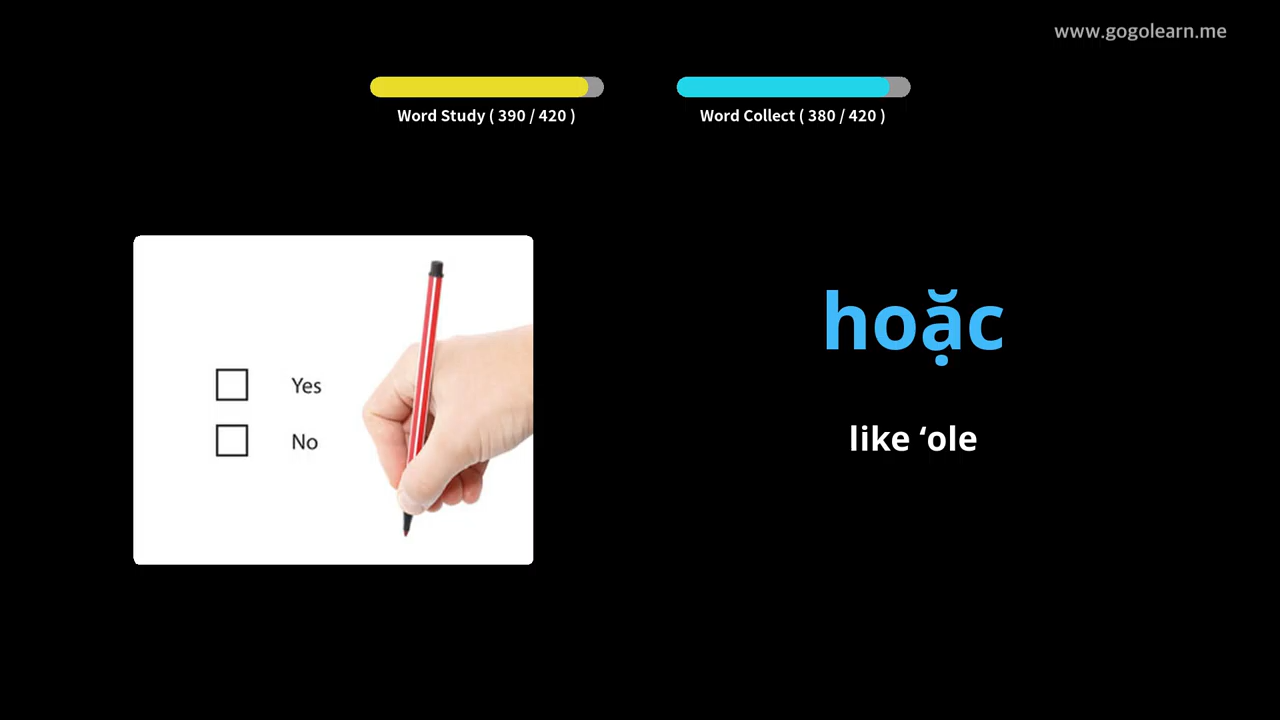 www.gogolearn.me
Word Study ( 390 / 420 )
Word Collect ( 380 / 420 )
hoặc
like ‘ole
Yes
No